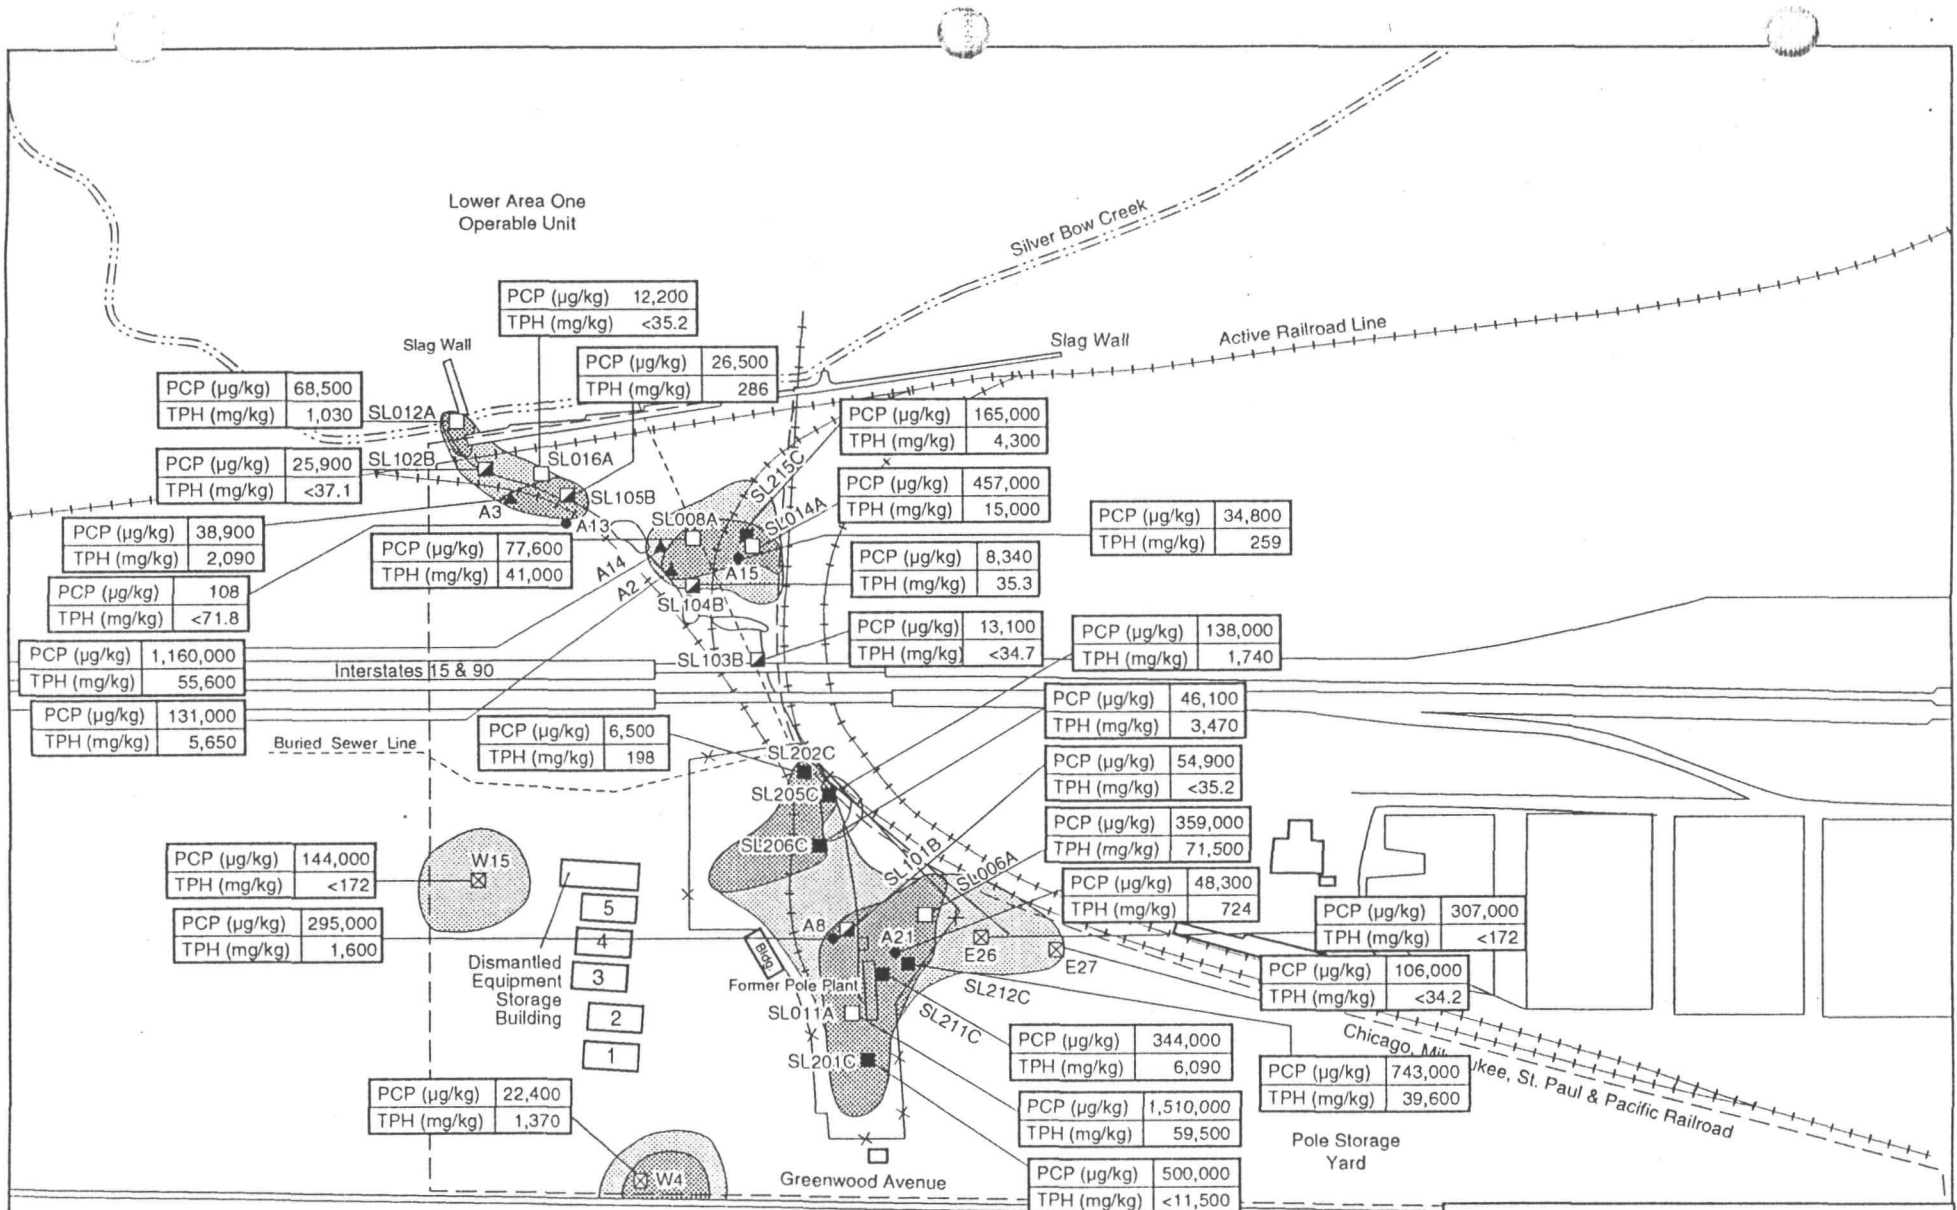 Lower Area One
Operable Unit
Silver Bow Creek
PCP (µg/kg) 12,200
TPH (mg/kg) <35.2
Slag Wall
Slag Wall
Active Railroad Line
PCP (µg/kg) 26,500
TPH (mg/kg) 286
PCP (µg/kg) 68,500
TPH (mg/kg) 1,030
SL012A
PCP (µg/kg) 165,000
TPH (mg/kg) 4,300
PCP (µg/kg) 25,900
TPH (mg/kg) <37.1
SL102B
SL016A
SL215C
PCP (µg/kg) 457,000
TPH (mg/kg) 15,000
A3
SL105B
A13
SL008A
SL014A
PCP (µg/kg) 34,800
TPH (mg/kg) 259
PCP (µg/kg) 38,900
TPH (mg/kg) 2,090
PCP (µg/kg) 77,600
TPH (mg/kg) 41,000
A14
A2
A15
SL104B
PCP (µg/kg) 8,340
TPH (mg/kg) 35.3
PCP (µg/kg) 108
TPH (mg/kg) <71.8
PCP (µg/kg) 13,100
TPH (mg/kg) <34.7
PCP (µg/kg) 138,000
TPH (mg/kg) 1,740
PCP (µg/kg) 1,160,000
TPH (mg/kg) 55,600
Interstates 15 & 90
SL103B
PCP (µg/kg) 131,000
TPH (mg/kg) 5,650
PCP (µg/kg) 46,100
TPH (mg/kg) 3,470
Buried Sewer Line
PCP (µg/kg) 6,500
TPH (mg/kg) 198
SL202C
PCP (µg/kg) 54,900
TPH (mg/kg) <35.2
SL205C
PCP (µg/kg) 359,000
TPH (mg/kg) 71,500
SL206C
SL101B
SL006A
PCP (µg/kg) 144,000
TPH (mg/kg) <172
W15
PCP (µg/kg) 48,300
TPH (mg/kg) 724
PCP (µg/kg) 295,000
TPH (mg/kg) 1,600
5
4
3
2
1
Dismantled
Equipment
Storage
Building
A8
A21
Bldg.
E26
E27
PCP (µg/kg) 307,000
TPH (mg/kg) <172
Former Pole Plant
SL212C
SL211C
PCP (µg/kg) 106,000
TPH (mg/kg) <34.2
SL011A
SL201C
PCP (µg/kg) 344,000
TPH (mg/kg) 6,090
Chicago, Mil ukee, St. Paul & Pacific Railroad
PCP (µg/kg) 743,000
TPH (mg/kg) 39,600
PCP (µg/kg) 22,400
TPH (mg/kg) 1,370
PCP (µg/kg) 1,510,000
TPH (mg/kg) 59,500
Pole Storage
Yard
W4
Greenwood Avenue
PCP (µg/kg) 500,000
TPH (mg/kg) <11,500